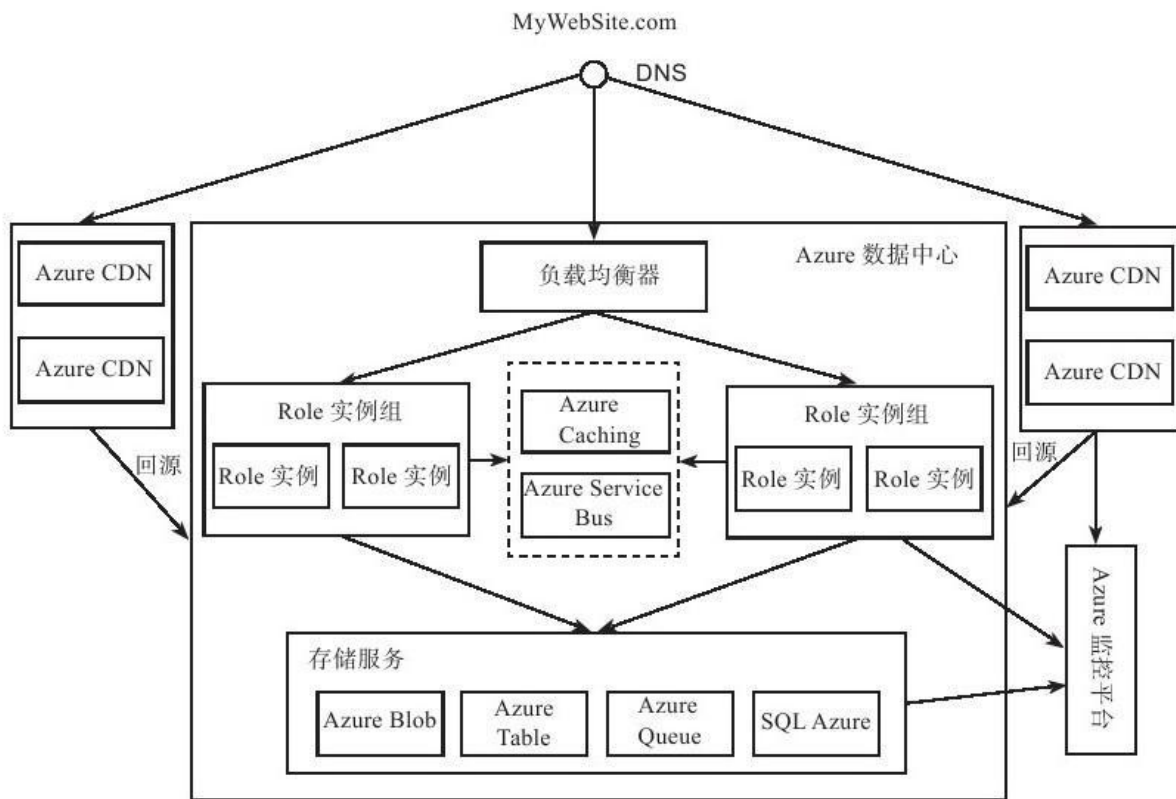 MyWebSite.com
DNS
Azure 数据中心
负载均衡器
Azure CDN
Azure CDN
Azure CDN
Azure CDN
Role 实例组
Role 实例
Role 实例
Azure
Caching
Azure Service
Bus
Role 实例组
Role 实例
Role 实例
回源
回源
Azure 监控平台
存储服务
Azure Blob
Azure
Table
Azure
Queue
SQL Azure